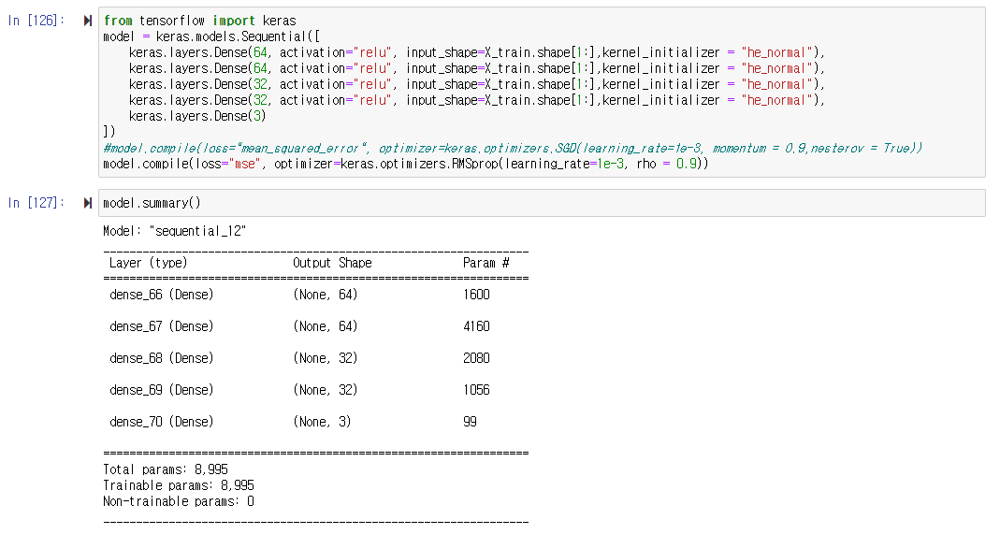 In [126]:
from tensorflow import keras
model = keras.models.Sequential([
    keras.layers.Dense(64, activation="relu", input_shape=X_train.shape[1:],kernel_initializer = "he_normal"),
    keras.layers.Dense(64, activation="relu", input_shape=X_train.shape[1:],kernel_initializer = "he_normal"),
    keras.layers.Dense(32, activation="relu", input_shape=X_train.shape[1:],kernel_initializer = "he_normal"),
    keras.layers.Dense(32, activation="relu", input_shape=X_train.shape[1:],kernel_initializer = "he_normal"),
    keras.layers.Dense(3)
])
#model.compile(loss="mean_squared_error", optimizer=keras.optimizers.SGD(learning_rate=1e-3, momentum = 0.9,nesterov = True))
model.compile(loss="mse", optimizer=keras.optimizers.RMSprop(learning_rate=1e-3, rho = 0.9))
In [127]:
model.summary()
Model: "sequential_12"
_________________________________________________________________
Layer (type) Output Shape Param #
=================================================================
dense_66 (Dense) (None, 64) 1600
dense_67 (Dense) (None, 64) 4160
dense_68 (Dense) (None, 32) 2080
dense_69 (Dense) (None, 32) 1056
dense_70 (Dense) (None, 3) 99
=================================================================
Total params: 8,995
Trainable params: 8,995
Non-trainable params: 0
_________________________________________________________________